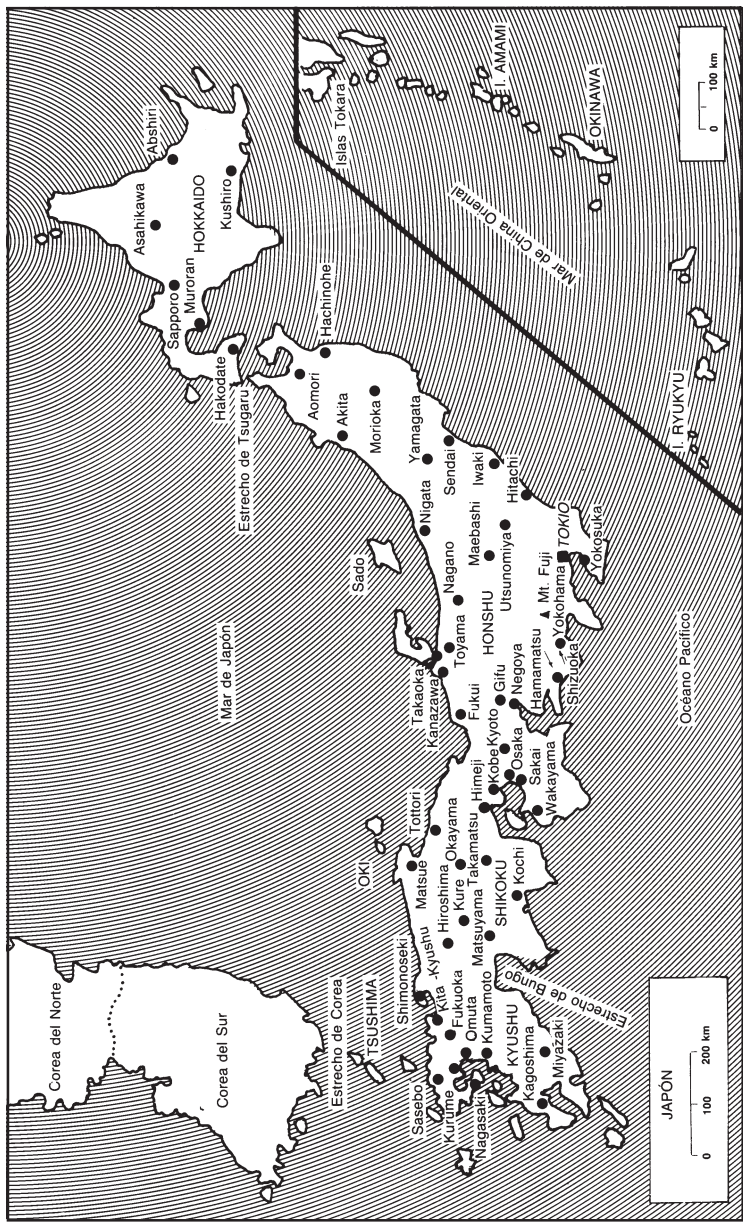 Corea del Norte
Corea del Sur
Estrecho de Corea
TSUSHIMA
Mar de Japón
OKI
Sado
Estrecho de Tsugaru
Hakodate
Sapporo
Muroran
Asahikawa
HOKKAIDO
Abshiri
Kushiro
Hachinohe
Aomori
Akita
Morioka
Yamagata
Sendai
Nigata
Iwaki
Hitachi
Maebashi
Utsunomiya
Nagano
Toyama
Takaoka
Kanazawa
HONSHU
TOKIO
Yokosuka
Mt. Fuji
Yokohama
Hamamatsu
Shizuoka
Fukui
Gifu
Negoya
Kyoto
Kobe
Osaka
Sakai
Wakayama
Himeji
Tottori
Matsue
Okayama
Takamatsu
Hiroshima
Kure
Matsuyama
SHIKOKU
Kochi
Shimonoseki
Kita -Kyushu
Fukuoka
Omuta
Kumamoto
KYUSHU
Kagoshima
Miyazaki
Sasebo
Kurume
Nagasaki
Estrecho de Bungo
Océano Pacífico
Islas Tokara
I. AMAMI
OKINAWA
Mar de China Oriental
I. RYUKYU
0 100 km
JAPÓN
0 100 200 km